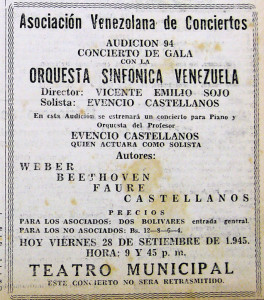 Asociación Venezolana de Conciertos
AUDICION 94
CONCIERTO DE GALA
CON LA
ORQUESTA SINFONICA VENEZUELA
Director: VICENTE EMILIO SOJO
Solista: EVENCIO CASTELLANOS
En esta Audición se estrenará un concierto para Piano y
Orquesta del Profesor
EVENCIO CASTELLANOS
QUIEN ACTUARA COMO SOLISTA
Autores:
WEBER
BEETHOVEN
FAURE
CASTELLANOS
PRECIOS
PARA LOS ASOCIADOS: DOS BOLIVARES entrada general.
PARA LOS NO ASOCIADOS: Bs. 12—8—6—4.
HOY VIERNES 28 DE SETIEMBRE DE 1.945.
HORA: 9 Y 45 p. m.
TEATRO MUNICIPAL
ESTE CONCIERTO NO SERA RETRASMITIDO.